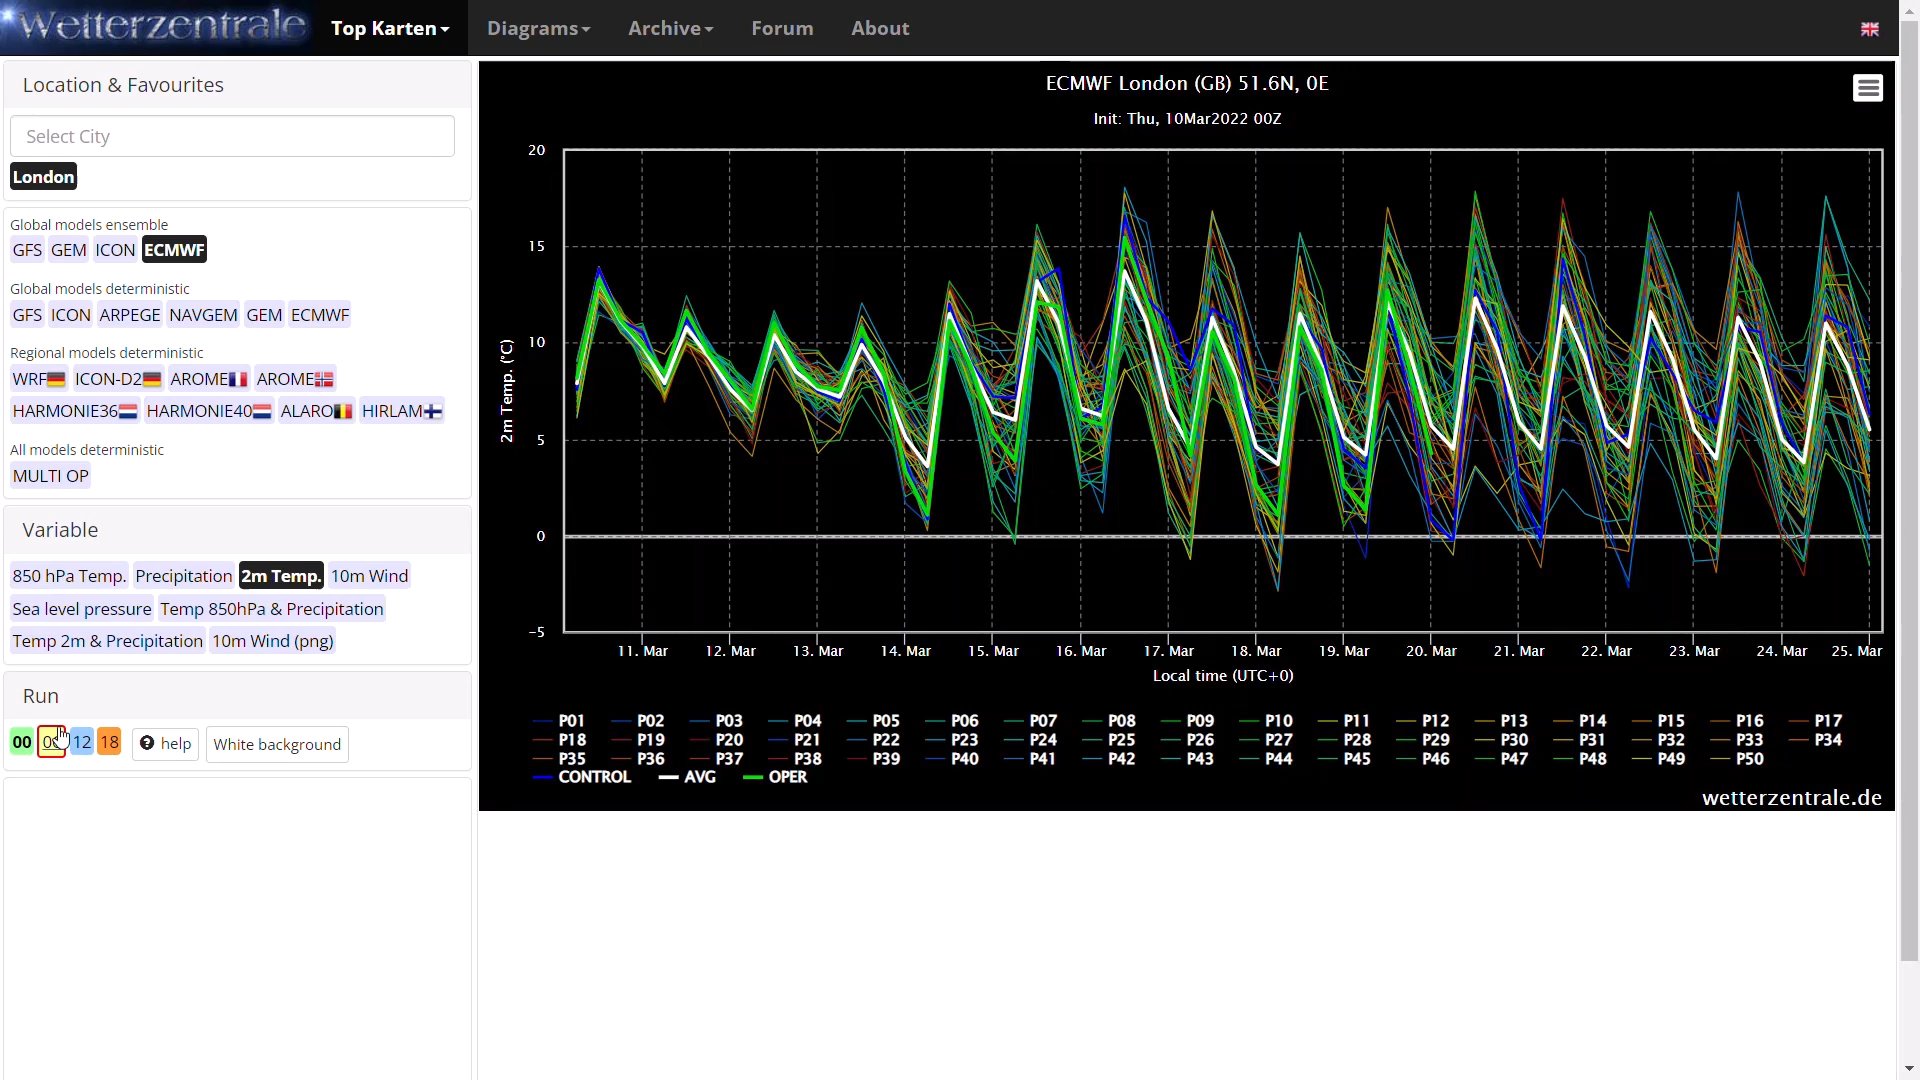 Wetterzentrale
Top Karten
Diagrams
Archive
Forum
About
Location & Favourites
Select City
London
Global models ensemble
GFS GEM ICON ECMWF
Global models deterministic
GFS ICON ARPEGE NAVGEM GEM ECMWF
Regional models deterministic
WRF ICON-D2 AROME AROME
HARMONIE36 HARMONIE40 ALARO HIRLAM
All models deterministic
MULTI OP
Variable
850 hPa Temp. Precipitation 2m Temp. 10m Wind
Sea level pressure Temp 850hPa & Precipitation
Temp 2m & Precipitation 10m Wind (png)
Run
00 12 18 help White background
ECMWF London (GB) 51.6N, 0E
Init: Thu, 10Mar2022 00Z
2m Temp. (°C)
20
15
10
5
0
-5
11. Mar 12. Mar 13. Mar 14. Mar 15. Mar 16. Mar 17. Mar 18. Mar 19. Mar 20. Mar 21. Mar 22. Mar 23. Mar 24. Mar 25. Mar
Local time (UTC+0)
P01 P02 P03 P04 P05 P06 P07 P08 P09 P10 P11 P12 P13 P14 P15 P16 P17
P18 P19 P20 P21 P22 P23 P24 P25 P26 P27 P28 P29 P30 P31 P32 P33 P34
P35 P36 P37 P38 P39 P40 P41 P42 P43 P44 P45 P46 P47 P48 P49 P50
CONTROL AVG OPER
wetterzentrale.de